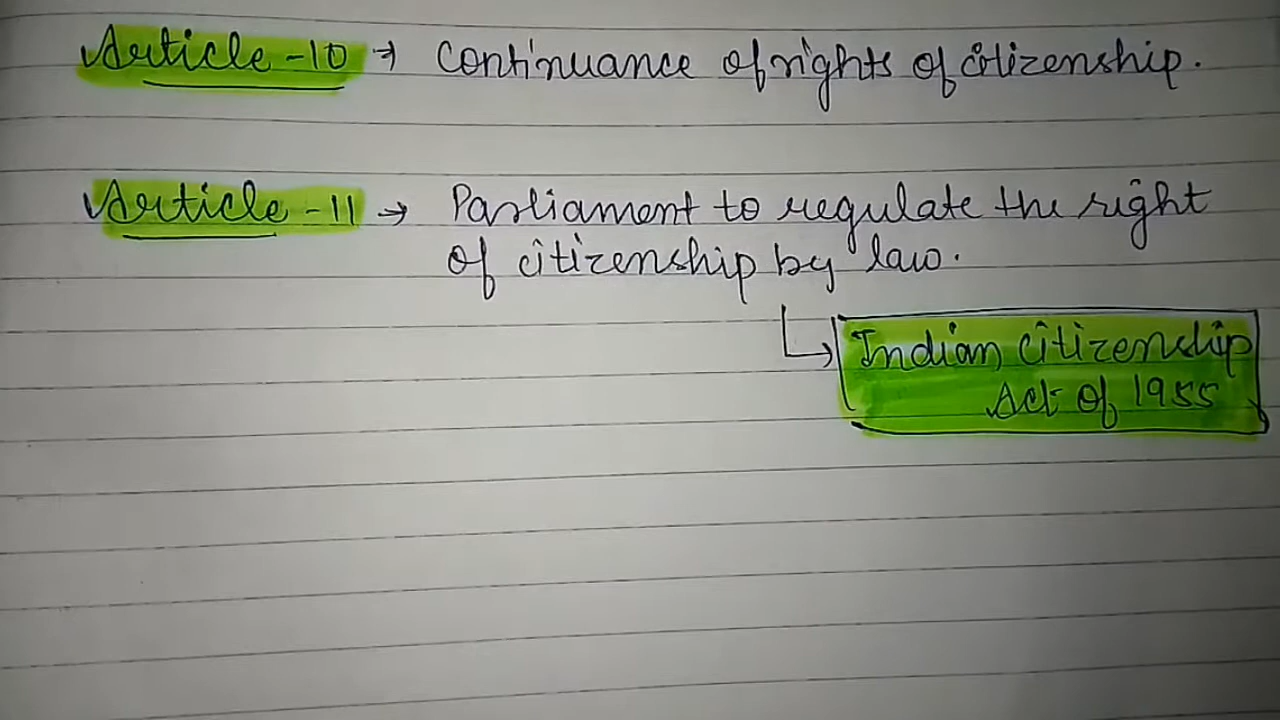 Article -10 → Continuance of rights of citizenship.
Article -11 → Parliament to regulate the right
of citizenship by law.
↳ Indian citizenship
Act of 1955